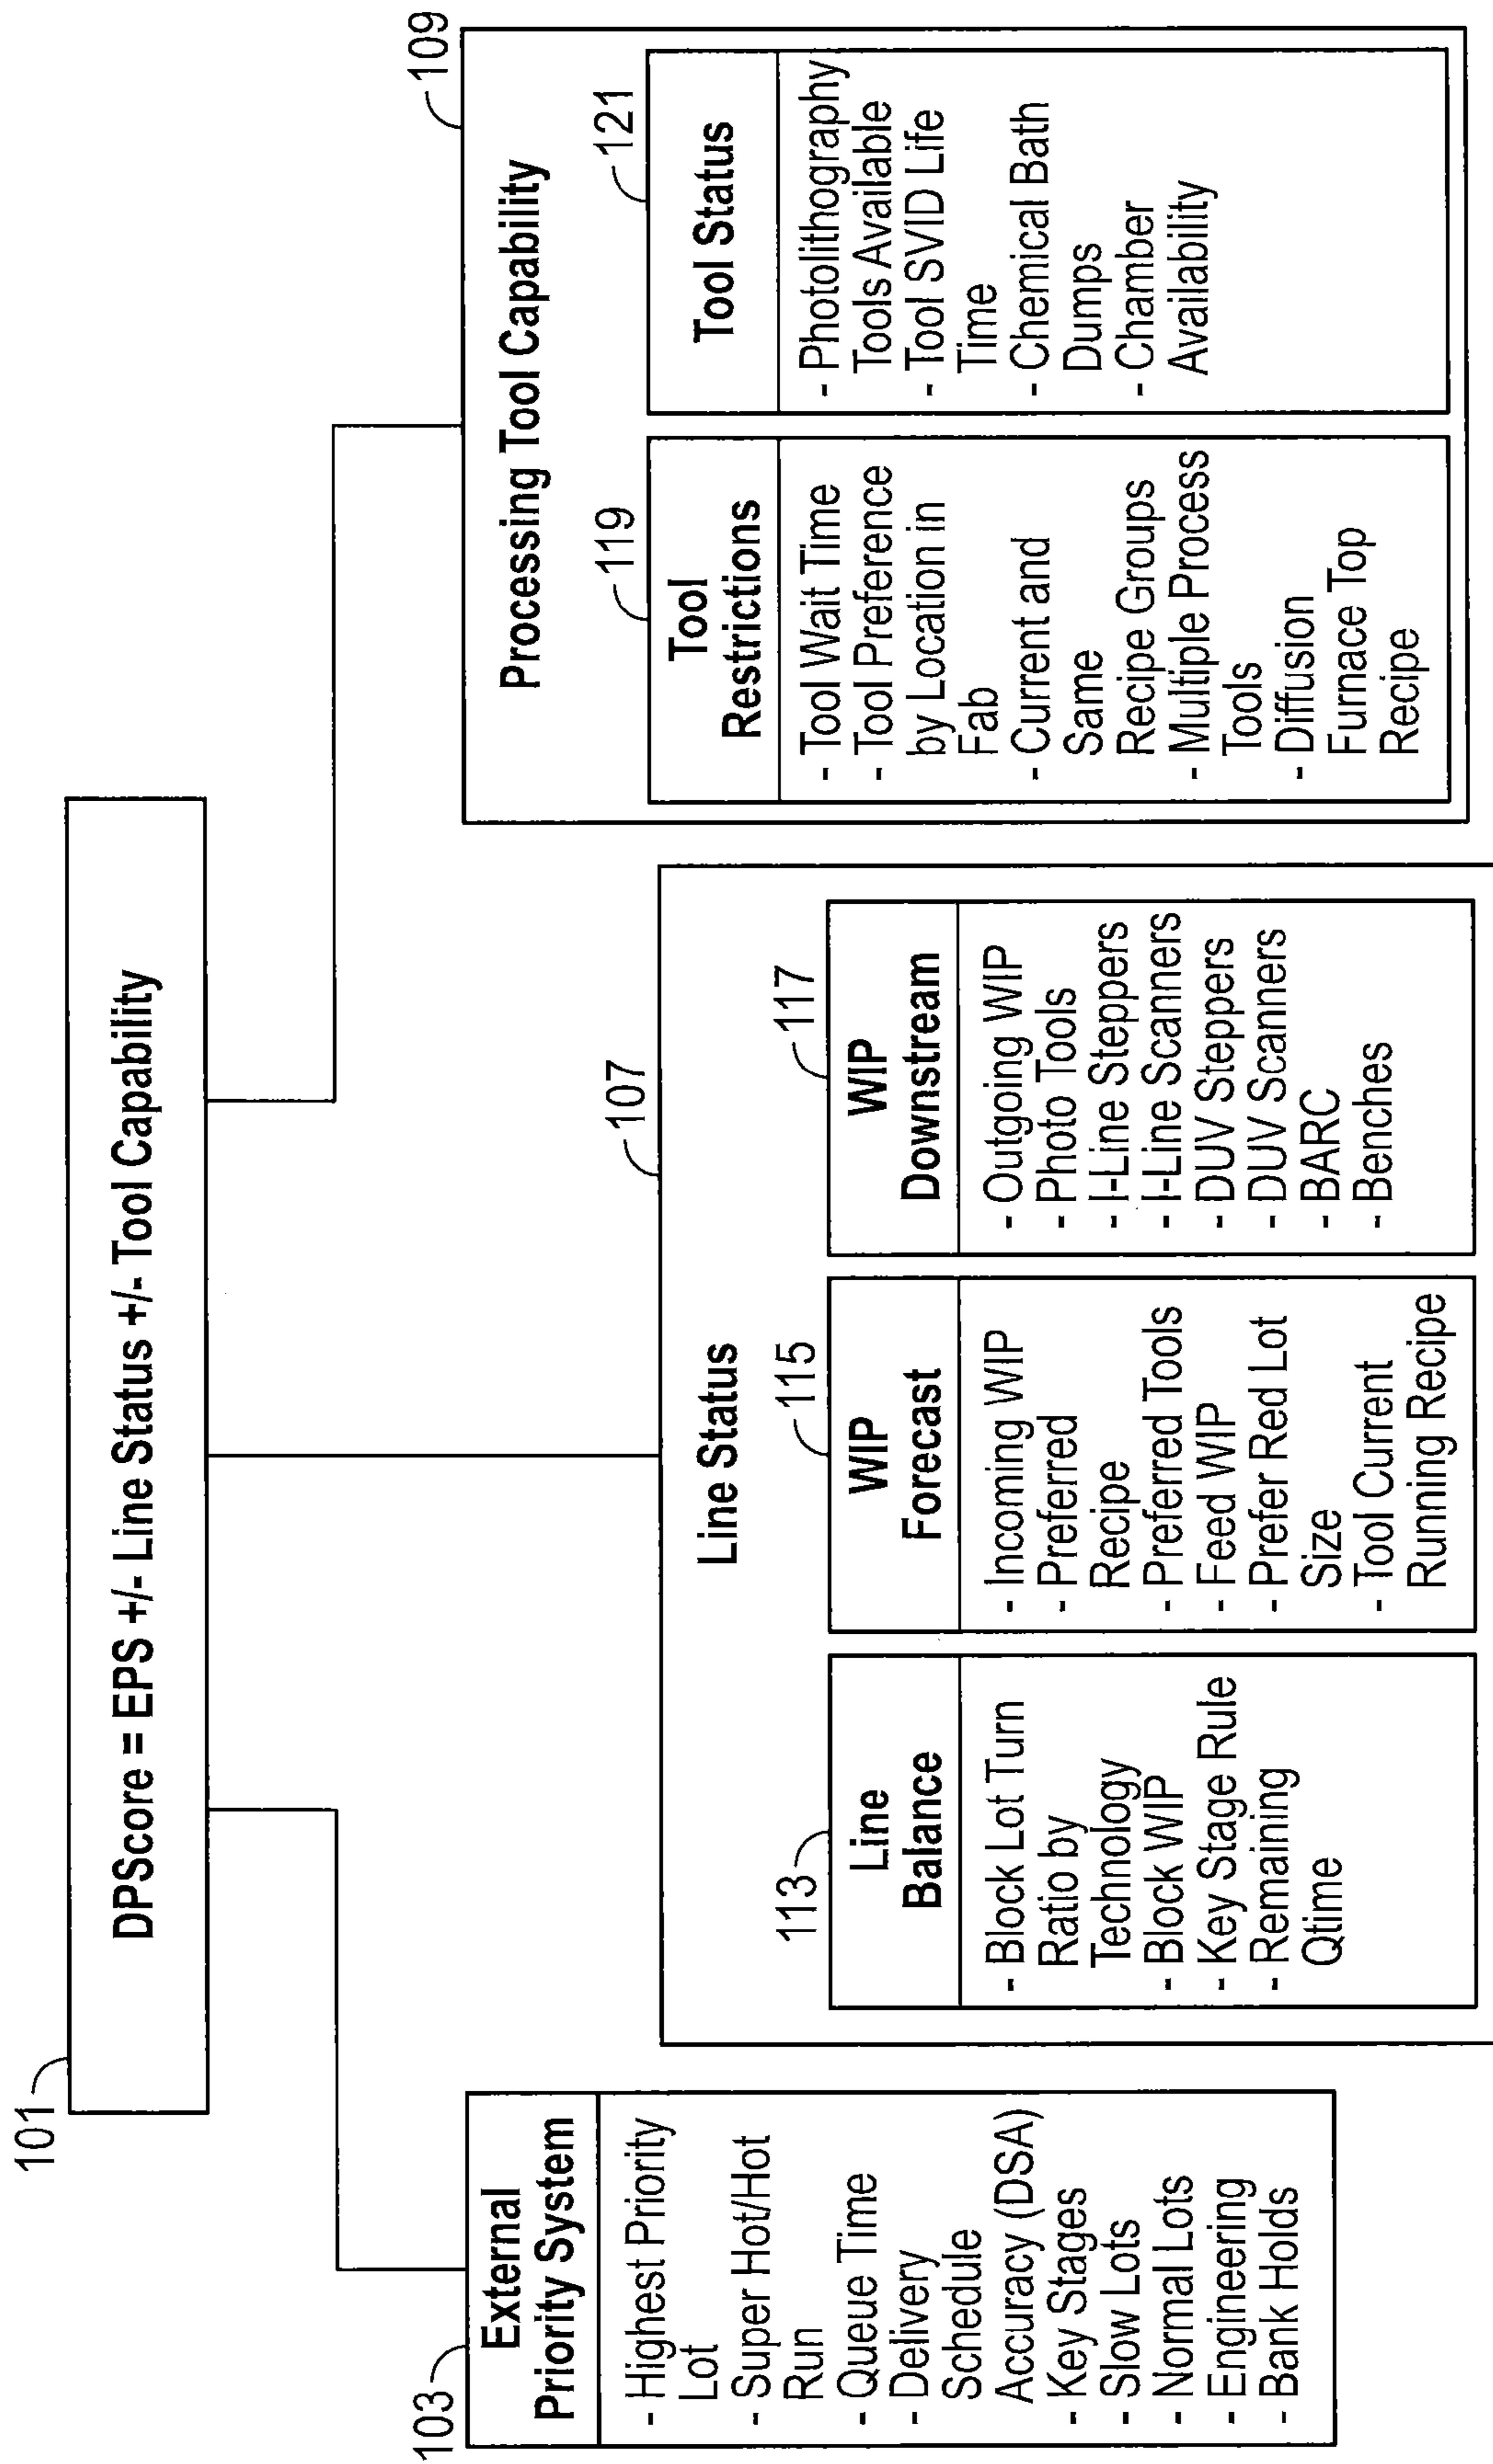 101
DPScore = EPS +/- Line Status +/- Tool Capability
103
External
Priority System
- Highest Priority
Lot
- Super Hot/Hot
Run
- Queue Time
- Delivery
Schedule
Accuracy (DSA)
- Key Stages
- Slow Lots
- Normal Lots
- Engineering
- Bank Holds
107
Line Status
113
Line
Balance
- Block Lot Turn
Ratio by
Technology
- Block WIP
- Key Stage Rule
- Remaining
Qtime
115
WIP
Forecast
- Incoming WIP
- Preferred
Recipe
- Preferred Tools
- Feed WIP
- Prefer Red Lot
Size
- Tool Current
Running Recipe
117
WIP
Downstream
- Outgoing WIP
- Photo Tools
- I-Line Steppers
- I-Line Scanners
- DUV Steppers
- DUV Scanners
- BARC
- Benches
109
Processing Tool Capability
119
Tool
Restrictions
- Tool Wait Time
- Tool Preference
by Location in
Fab
- Current and
Same
Recipe Groups
- Multiple Process
Tools
- Diffusion
Furnace Top
Recipe
121
Tool Status
- Photolithography
Tools Available
- Tool SVID Life
Time
- Chemical Bath
Dumps
- Chamber
Availability